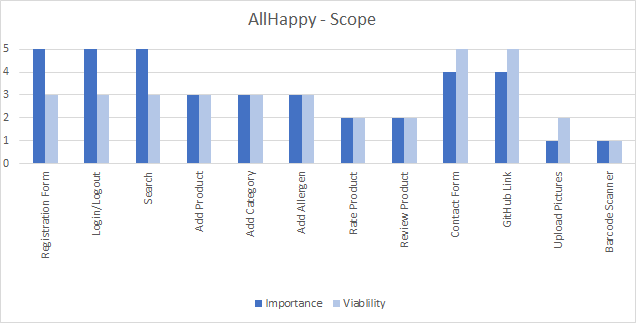 AllHappy - Scope
5
4
3
2
1
0
Registration Form
Login/Logout
Search
Add Product
Add Category
Add Allergen
Rate Product
Review Product
Contact Form
GitHub Link
Upload Pictures
Barcode Scanner
Importance
Viablility